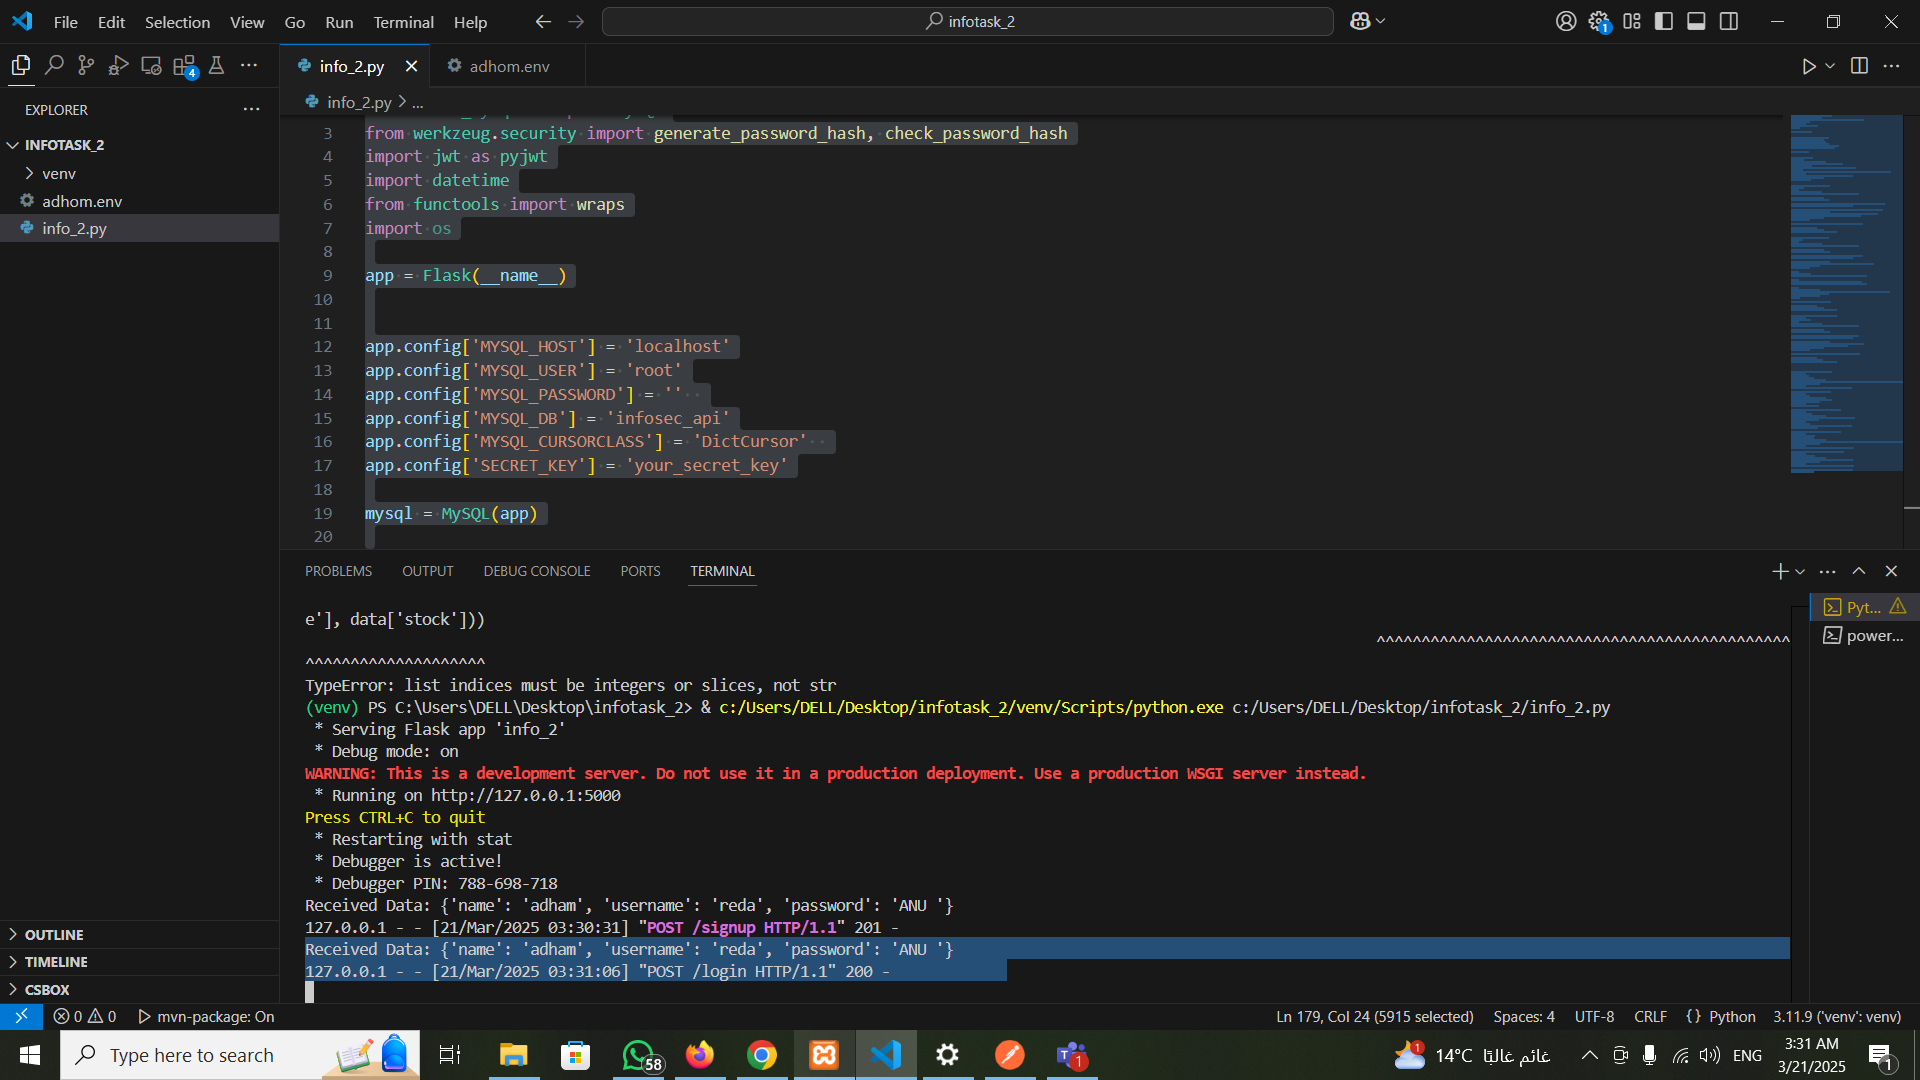 File Edit Selection View Go Run Terminal Help
infotask_2
1
4
info_2.py
adhom.env
EXPLORER
info_2.py > ...
INFOTASK_2
venv
adhom.env
info_2.py
3 from werkzeug.security import generate_password_hash, check_password_hash
4 import jwt as pyjwt
5 import datetime
6 from functools import wraps
7 import os
8
9 app = Flask(__name__)
10
11
12 app.config['MYSQL_HOST'] = 'localhost'
13 app.config['MYSQL_USER'] = 'root'
14 app.config['MYSQL_PASSWORD'] = ''
15 app.config['MYSQL_DB'] = 'infosec_api'
16 app.config['MYSQL_CURSORCLASS'] = 'DictCursor'
17 app.config['SECRET_KEY'] = 'your_secret_key'
18
19 mysql = MySQL(app)
20
PROBLEMS OUTPUT DEBUG CONSOLE PORTS TERMINAL
Pyt...
power...
e'], data['stock']))
^^^^^^^^^^^^^^^^^^^^^^^^^^^^^^^^^^^^^^^^^^^^^^
^^^^^^^^^^^^^^^^^^^^
TypeError: list indices must be integers or slices, not str
(venv) PS C:\Users\DELL\Desktop\infotask_2> & c:/Users/DELL/Desktop/infotask_2/venv/Scripts/python.exe c:/Users/DELL/Desktop/infotask_2/info_2.py
* Serving Flask app 'info_2'
* Debug mode: on
WARNING: This is a development server. Do not use it in a production deployment. Use a production WSGI server instead.
* Running on http://127.0.0.1:5000
Press CTRL+C to quit
* Restarting with stat
* Debugger is active!
* Debugger PIN: 788-698-718
Received Data: {'name': 'adham', 'username': 'reda', 'password': 'ANU '}
127.0.0.1 - - [21/Mar/2025 03:30:31] "POST /signup HTTP/1.1" 201 -
Received Data: {'name': 'adham', 'username': 'reda', 'password': 'ANU '}
127.0.0.1 - - [21/Mar/2025 03:31:06] "POST /login HTTP/1.1" 200 -
OUTLINE
TIMELINE
CSBOX
0 0 mvn-package: On
Ln 179, Col 24 (5915 selected) Spaces: 4 UTF-8 CRLF {} Python 3.11.9 ('venv': venv)
Type here to search
58
1
1
14°C غائم غالبًا
ENG
3:31 AM
3/21/2025
1